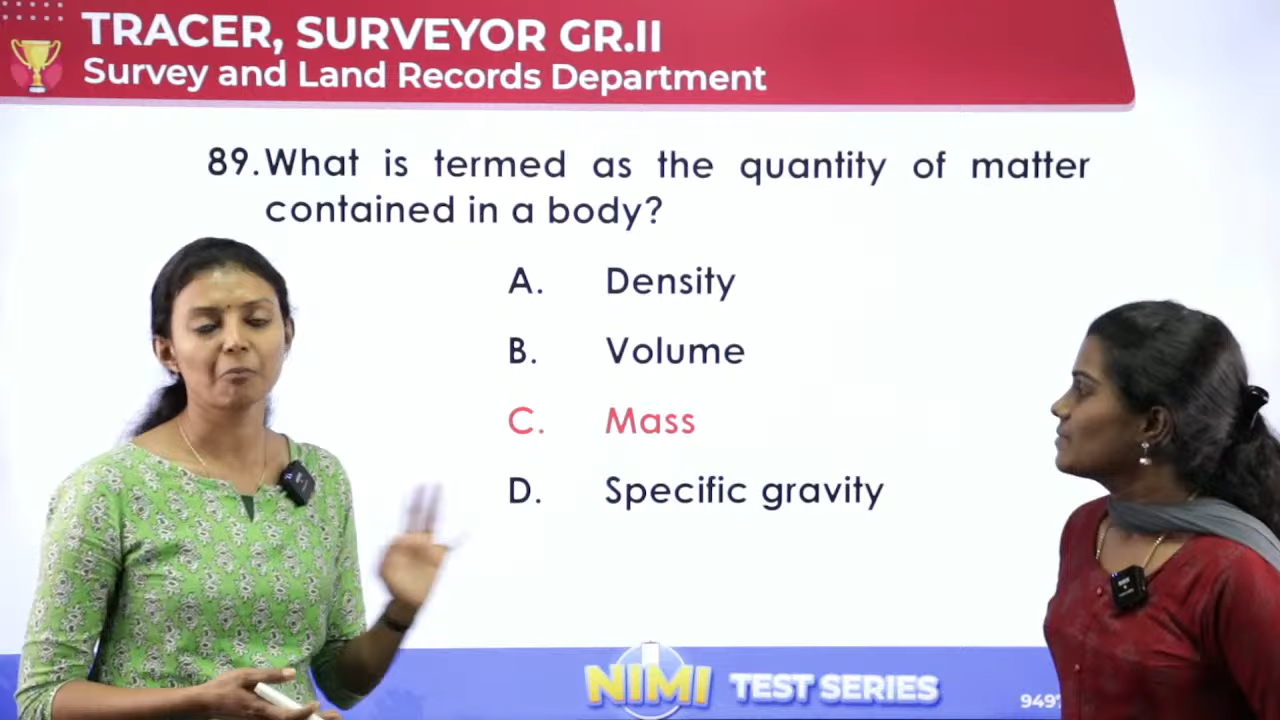 TRACER, SURVEYOR GR.II
Survey and Land Records Department
89. What is termed as the quantity of matter
contained in a body?
A. Density
B. Volume
C. Mass
D. Specific gravity
NIMI TEST SERIES
9497